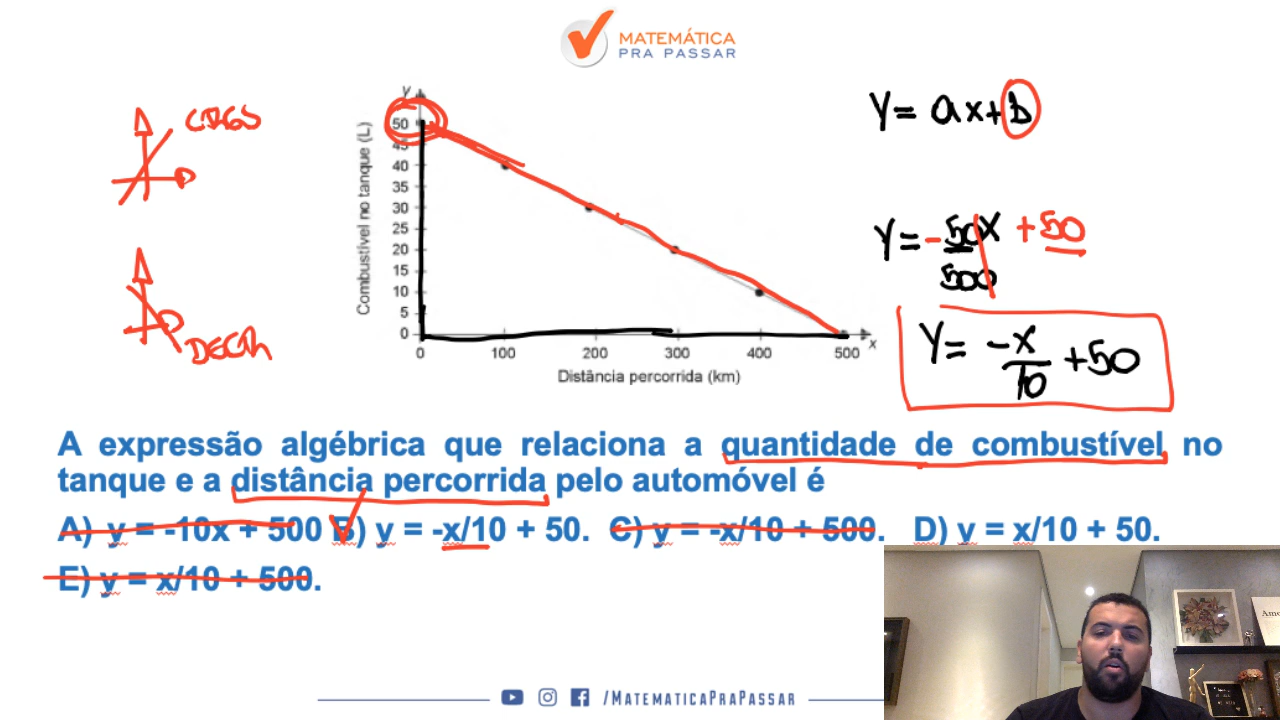 MATEMÁTICA
PRA PASSAR
CRES
DECR
Combustível no tanque (L)
y
50
45
40
35
30
25
20
15
10
5
0
0 100 200 300 400 500 x
Distância percorrida (km)
Y = ax+b
Y = -50x +50
500
Y = -x/10 +50
A expressão algébrica que relaciona a quantidade de combustível no
tanque e a distância percorrida pelo automóvel é
A) y = -10x + 500 B) y = -x/10 + 50. C) y = -x/10 + 500. D) y = x/10 + 50.
E) y = x/10 + 500.
/MATEMATICAPRAPASSAR